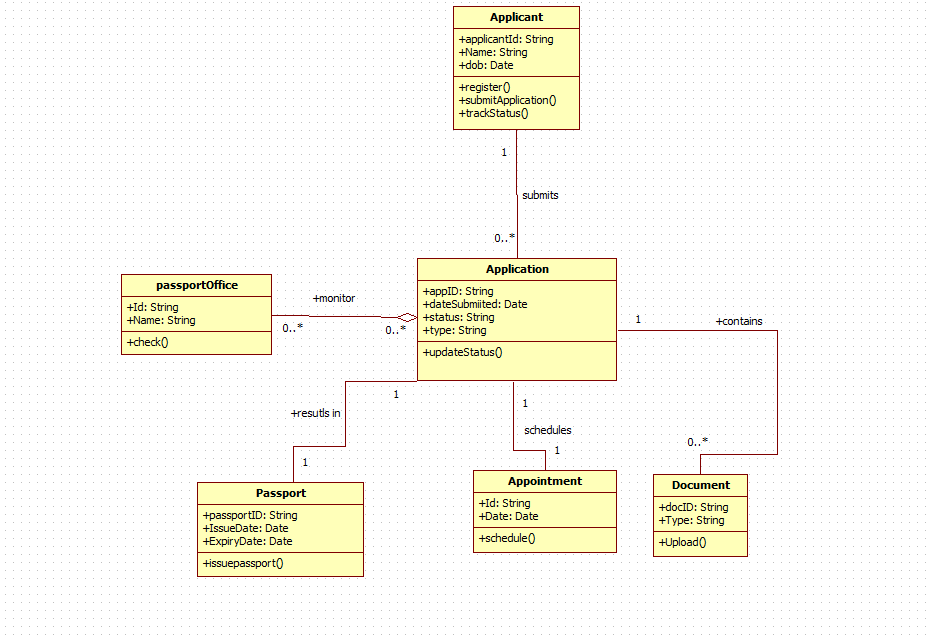 Applicant
+applicantId: String
+Name: String
+dob: Date
+register()
+submitApplication()
+trackStatus()
1
submits
0..*
passportOffice
+Id: String
+Name: String
+check()
+monitor
0..*
0..*
Application
+appID: String
+dateSubmiited: Date
+status: String
+type: String
+updateStatus()
1
+contains
0..*
1
+resutls in
1
1
schedules
1
Passport
+passportID: String
+IssueDate: Date
+ExpiryDate: Date
+issuepassport()
Appointment
+Id: String
+Date: Date
+schedule()
Document
+docID: String
+Type: String
+Upload()